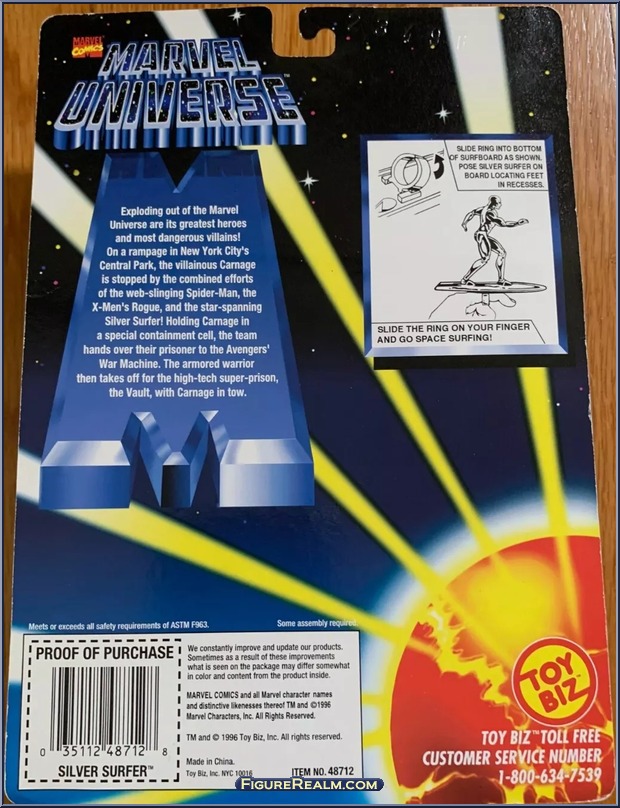 MARVEL
COMICS
MARVEL
UNIVERSE™
Exploding out of the Marvel
Universe are its greatest heroes
and most dangerous villains!
On a rampage in New York City's
Central Park, the villainous Carnage
is stopped by the combined efforts
of the web-slinging Spider-Man, the
X-Men's Rogue, and the star-spanning
Silver Surfer! Holding Carnage in
a special containment cell, the team
hands over their prisoner to the Avengers'
War Machine. The armored warrior
then takes off for the high-tech super-prison,
the Vault, with Carnage in tow.
SLIDE RING INTO BOTTOM
OF SURFBOARD AS SHOWN.
POSE SILVER SURFER ON
BOARD LOCATING FEET
IN RECESSES.
SLIDE THE RING ON YOUR FINGER
AND GO SPACE SURFING!
Meets or exceeds all safety requirements of ASTM F963.
Some assembly required.
PROOF OF PURCHASE
0 35112 48712 8
SILVER SURFER™
We constantly improve and update our products.
Sometimes as a result of these improvements
what is seen on the package may differ somewhat
in color and content from the product inside.
MARVEL COMICS and all Marvel character names
and distinctive likenesses thereof TM and ©1996
Marvel Characters, Inc. All Rights Reserved.
TM and © 1996 Toy Biz, Inc. All rights reserved.
Made in China.
Toy Biz, Inc. NYC 10016
ITEM NO. 48712
TOY
BIZ
TOY BIZ™ TOLL FREE
CUSTOMER SERVICE NUMBER
1-800-634-7539
FIGUREREALM.COM